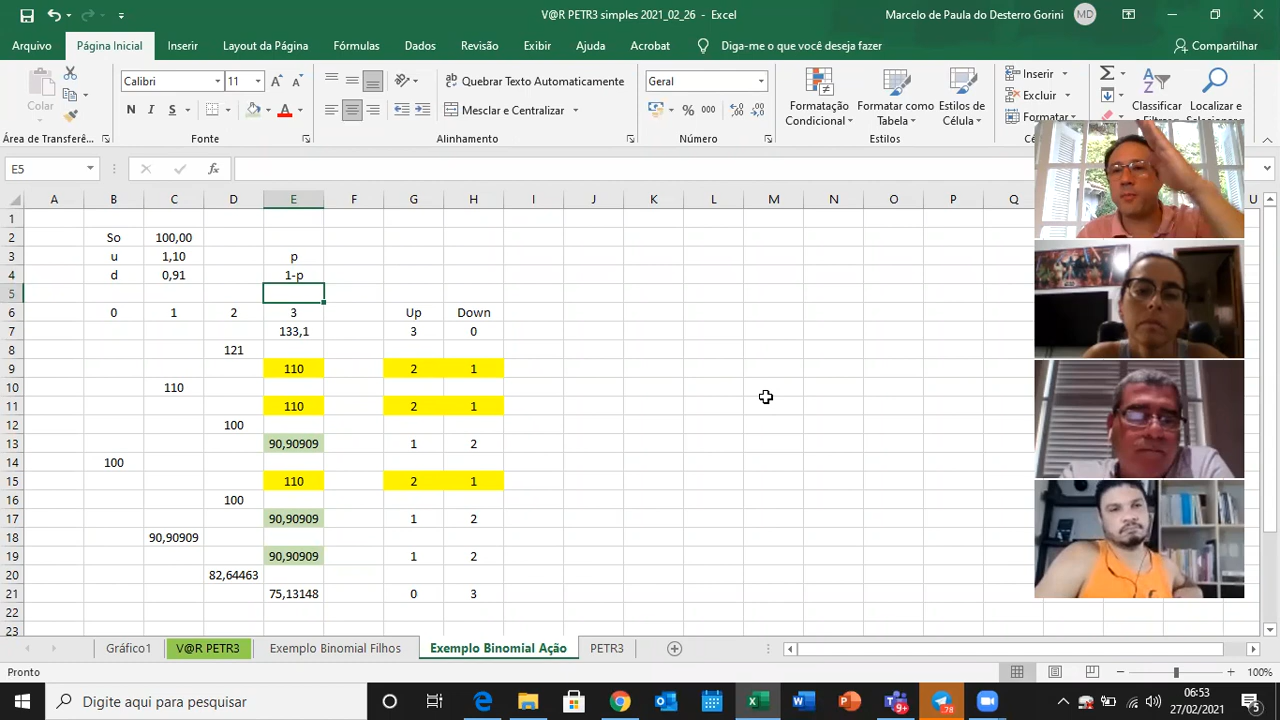 V@R PETR3 simples 2021_02_26 - Excel
Marcelo de Paula do Desterro Gorini MD
Arquivo Página Inicial Inserir Layout da Página Fórmulas Dados Revisão Exibir Ajuda Acrobat Diga-me o que você deseja fazer Compartilhar
Colar Calibri 11 Quebrar Texto Automaticamente Geral Inserir
N I S Mesclar e Centralizar % 000 Formatação Condicional Formatar como Tabela Estilos de Célula Excluir Classificar Localizar e
Formatar e Filtrar
Área de Transferê... Fonte Alinhamento Número Estilos
E5 fx
A B C D E F G H I J K L M N O P Q U
1
2 So 100,00
3 u 1,10 p
4 d 0,91 1-p
5
6 0 1 2 3 Up Down
7 133,1 3 0
8 121
9 110 2 1
10 110
11 110 2 1
12 100
13 90,90909 1 2
14 100
15 110 2 1
16 100
17 90,90909 1 2
18 90,90909
19 90,90909 1 2
20 82,64463
21 75,13148 0 3
22
23
Gráfico1 V@R PETR3 Exemplo Binomial Filhos Exemplo Binomial Ação PETR3
Pronto 100%
Digite aqui para pesquisar 9+ 78 06:53
27/02/2021 5